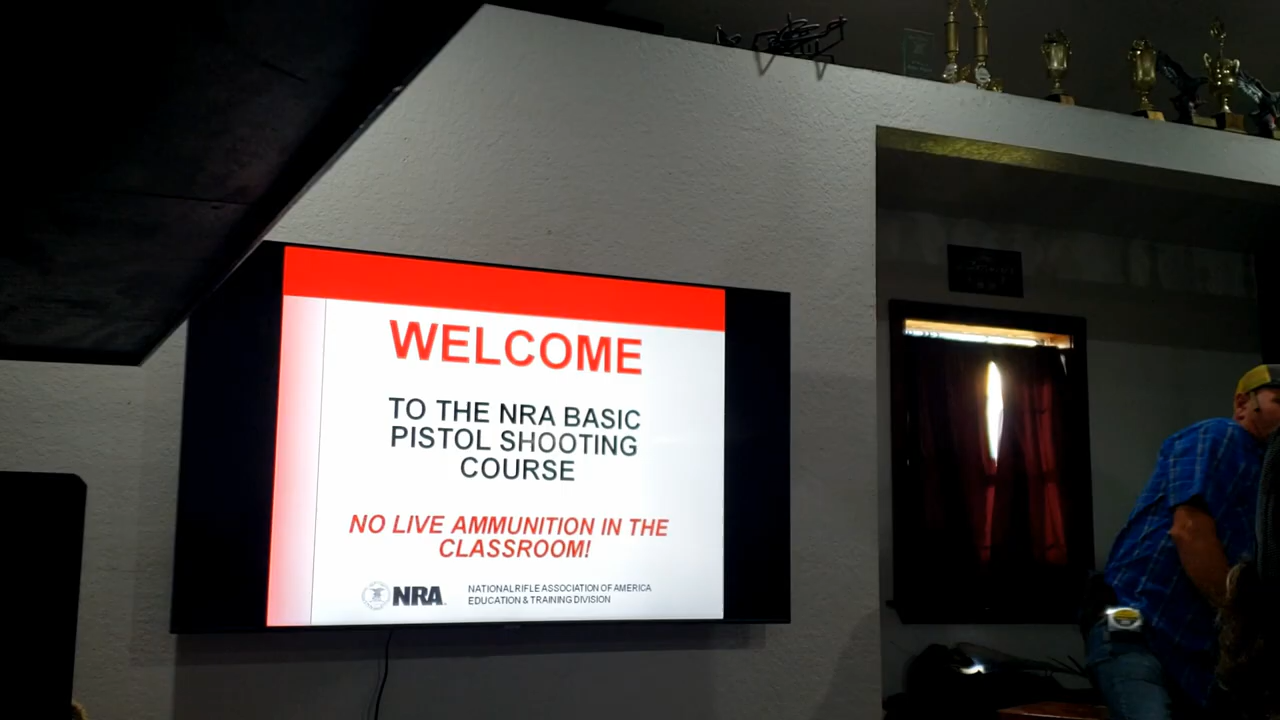 WELCOME
TO THE NRA BASIC
PISTOL SHOOTING
COURSE
NO LIVE AMMUNITION IN THE
CLASSROOM!
NRA
NATIONAL RIFLE ASSOCIATION OF AMERICA
EDUCATION & TRAINING DIVISION